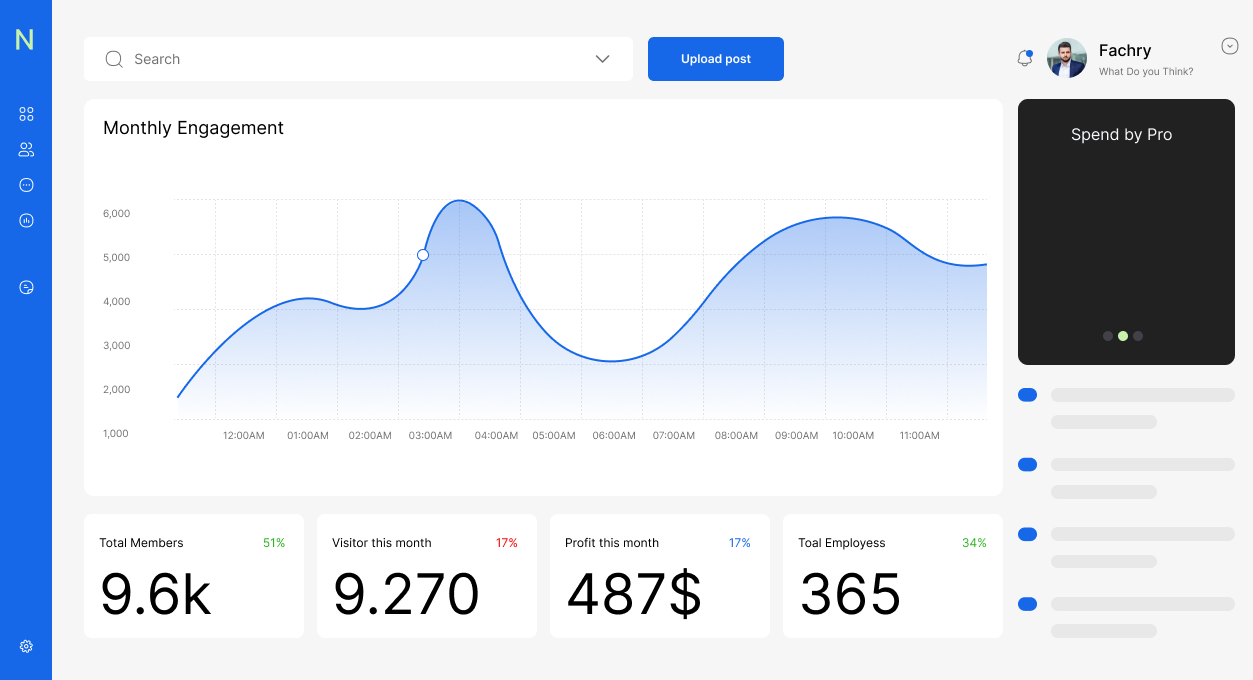 N
Search
Upload post
Fachry
What Do you Think?
Monthly Engagement
Spend by Pro
6,000
5,000
4,000
3,000
2,000
1,000
12:00AM 01:00AM 02:00AM 03:00AM 04:00AM 05:00AM 06:00AM 07:00AM 08:00AM 09:00AM 10:00AM 11:00AM
Total Members 51%
9.6k
Visitor this month 17%
9.270
Profit this month 17%
487$
Toal Employess 34%
365